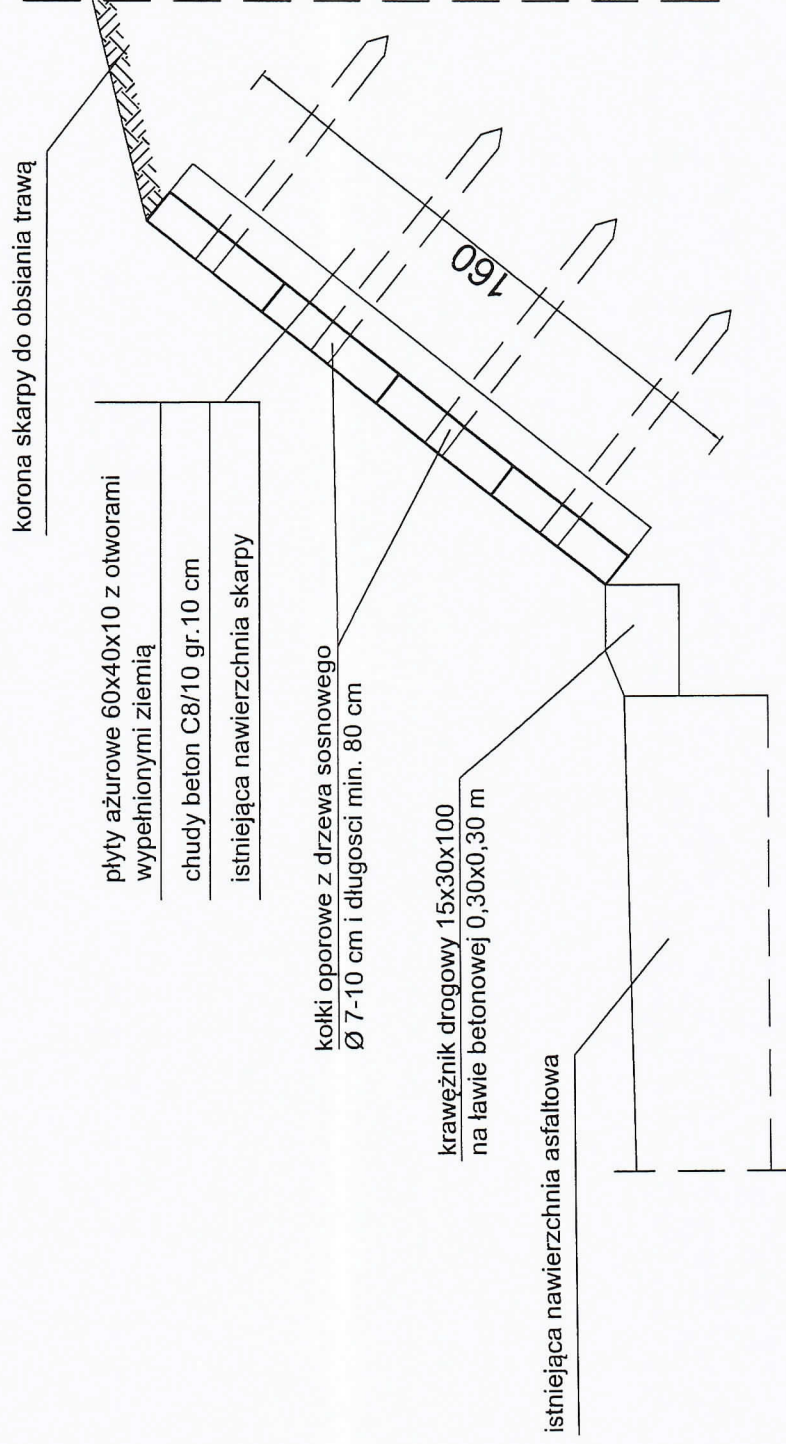 korona skarpy do obsiania trawą
płyty ażurowe 60x40x10 z otworami
wypełnionymi ziemią
chudy beton C8/10 gr.10 cm
istniejąca nawierzchnia skarpy
kołki oporowe z drzewa sosnowego
Ø 7-10 cm i długosci min. 80 cm
160
krawężnik drogowy 15x30x100
na ławie betonowej 0,30x0,30 m
istniejąca nawierzchnia asfaltowa